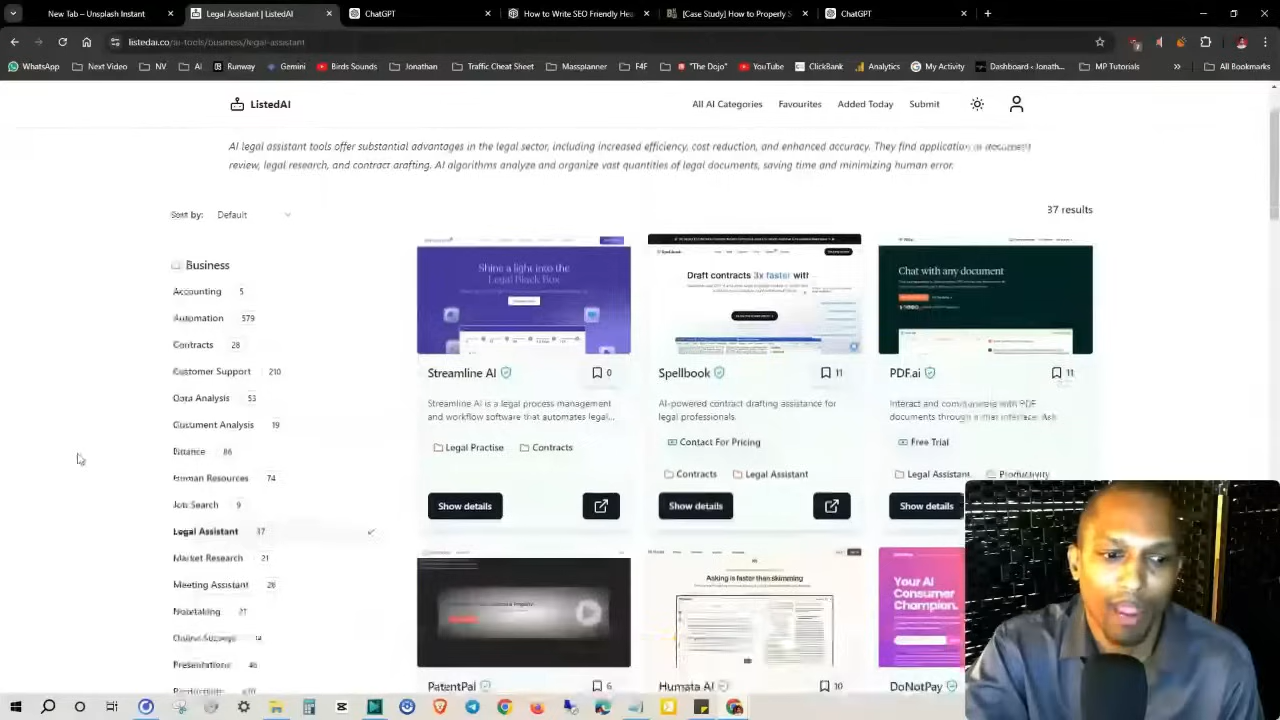 New Tab – Unsplash Instant
Legal Assistant | ListedAI
ChatGPT
How to Write SEO Friendly Hea
[Case Study] How to Properly S
ChatGPT
listedai.co/ai-tools/business/legal-assistant
WhatsApp
Next Video
NV
AI
Runway
Gemini
Birds Sounds
Jonathan
Traffic Cheat Sheet
Massplanner
F4F
"The Dojo"
YouTube
ClickBank
Analytics
My Activity
Dashboard ‹ Jonath...
MP Tutorials
All Bookmarks
ListedAI
All AI Categories
Favourites
Added Today
Submit
AI legal assistant tools offer substantial advantages in the legal sector, including increased efficiency, cost reduction, and enhanced accuracy. They find application in document
review, legal research, and contract drafting. AI algorithms analyze and organize vast quantities of legal documents, saving time and minimizing human error.
Sort by: Default
37 results
Business
Accounting 5
Automation 579
Contracts 28
Customer Support 210
Data Analysis 53
Document Analysis 19
Finance 86
Human Resources 74
Job Search 9
Legal Assistant 37
Market Research 21
Meeting Assistant 26
Notetaking
Online Surveys
Presentations 46
Shine a light into the
Legal Black Box
Streamline AI
0
Streamline AI is a legal process management
and workflow software that automates legal...
Legal Practise
Contracts
Show details
Draft contracts 3x faster with
Spellbook
11
AI-powered contract drafting assistance for
legal professionals.
Contact For Pricing
Contracts
Legal Assistant
Show details
Chat with any document
PDF.ai
11
Interact and communicate with PDF
documents through a chat interface. Ask
Free Trial
Legal Assistant
Productivity
Show details
PatentPal
6
Asking is faster than skimming
Humata AI
10
Your AI
Consumer
Champion.
DoNotPay